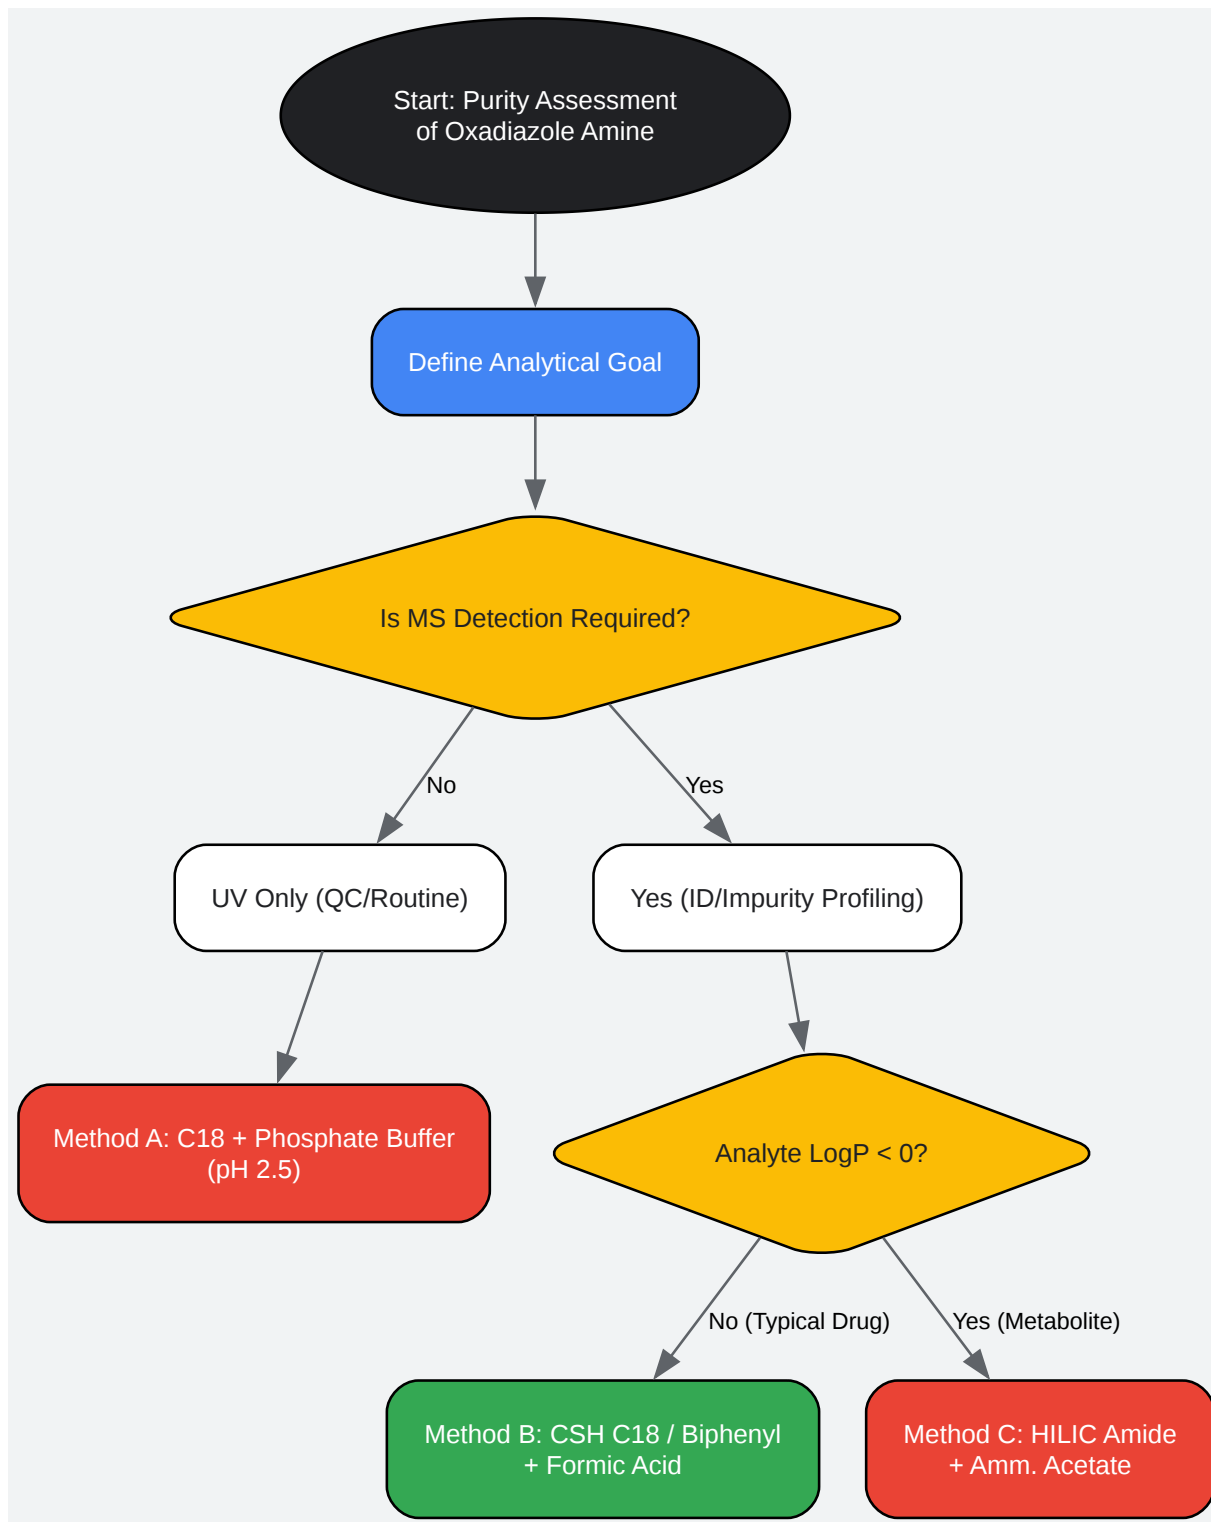 Start: Purity Assessment
of Oxadiazole Amine
Define Analytical Goal
Is MS Detection Required?
No
Yes
UV Only (QC/Routine)
Yes (ID/Impurity Profiling)
Method A: C18 + Phosphate Buffer
(pH 2.5)
Analyte LogP < 0?
No (Typical Drug)
Yes (Metabolite)
Method B: CSH C18 / Biphenyl
+ Formic Acid
Method C: HILIC Amide
+ Amm. Acetate